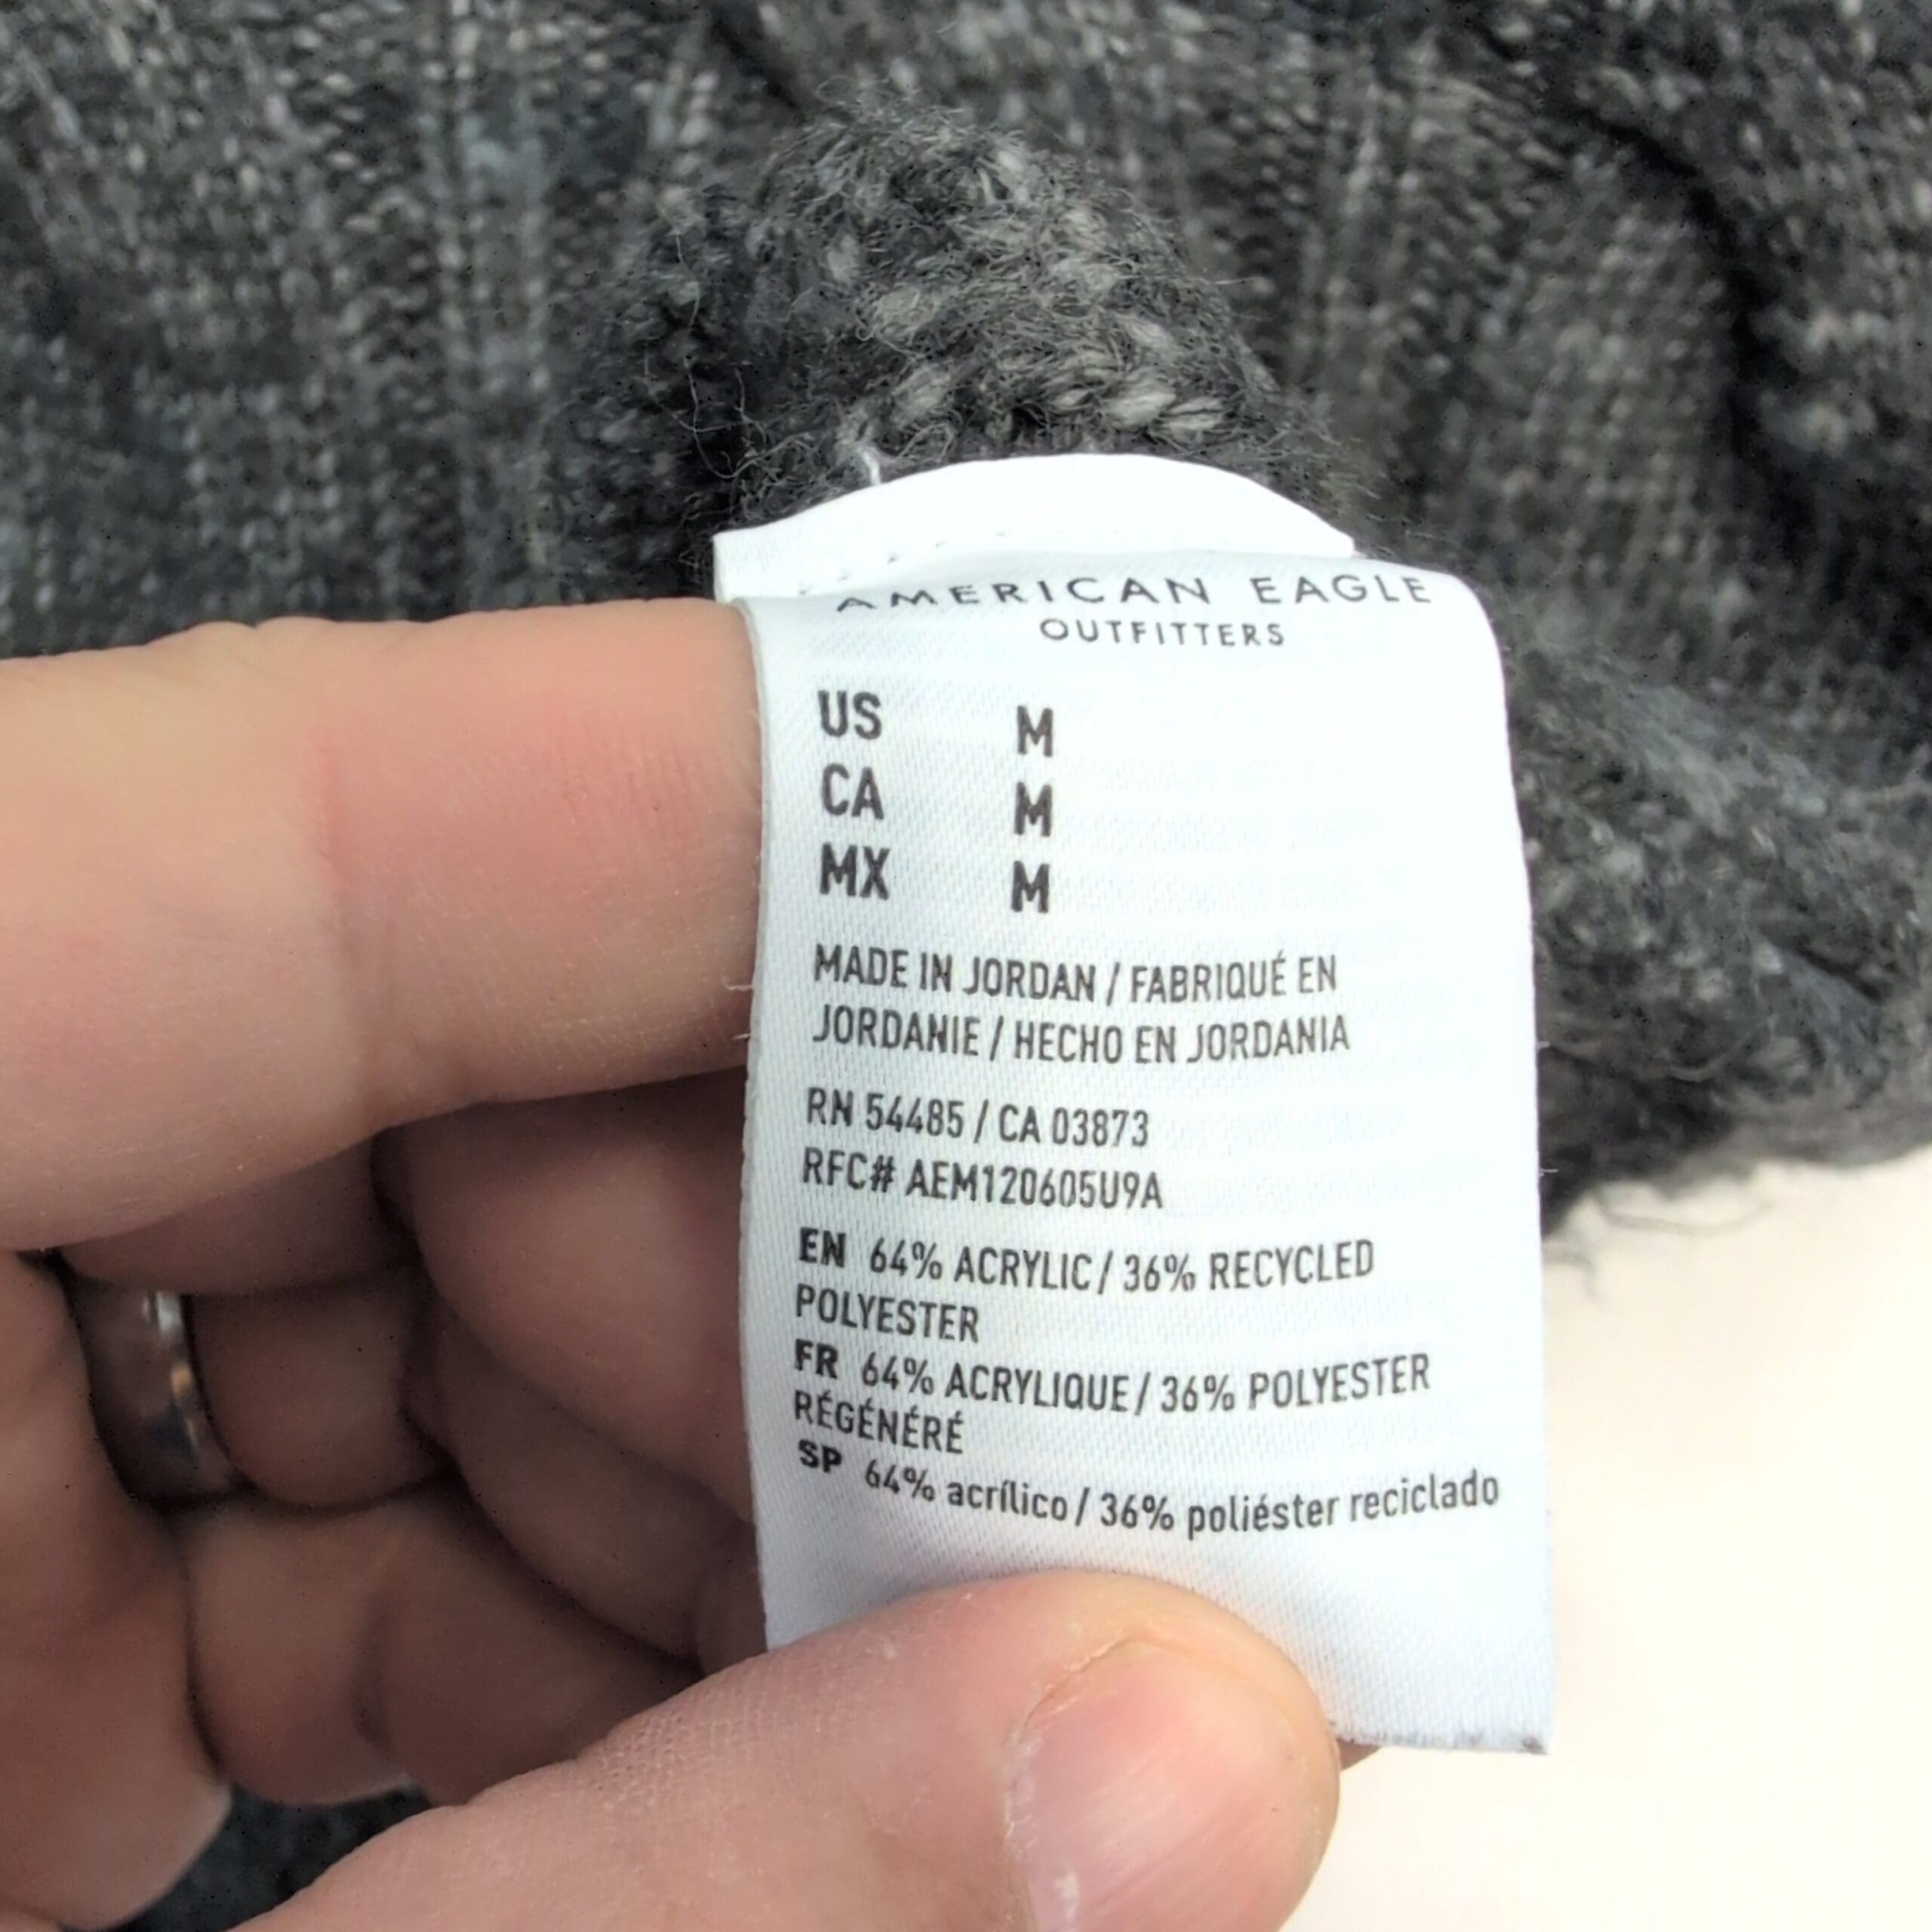 AMERICAN EAGLE
OUTFITTERS
US M
CA M
MX M
MADE IN JORDAN / FABRIQUÉ EN
JORDANIE / HECHO EN JORDANIA
RN 54485 / CA 03873
RFC# AEM120605U9A
EN 64% ACRYLIC / 36% RECYCLED
POLYESTER
FR 64% ACRYLIQUE / 36% POLYESTER
RÉGÉNÉRÉ
SP 64% acrílico / 36% poliéster reciclado